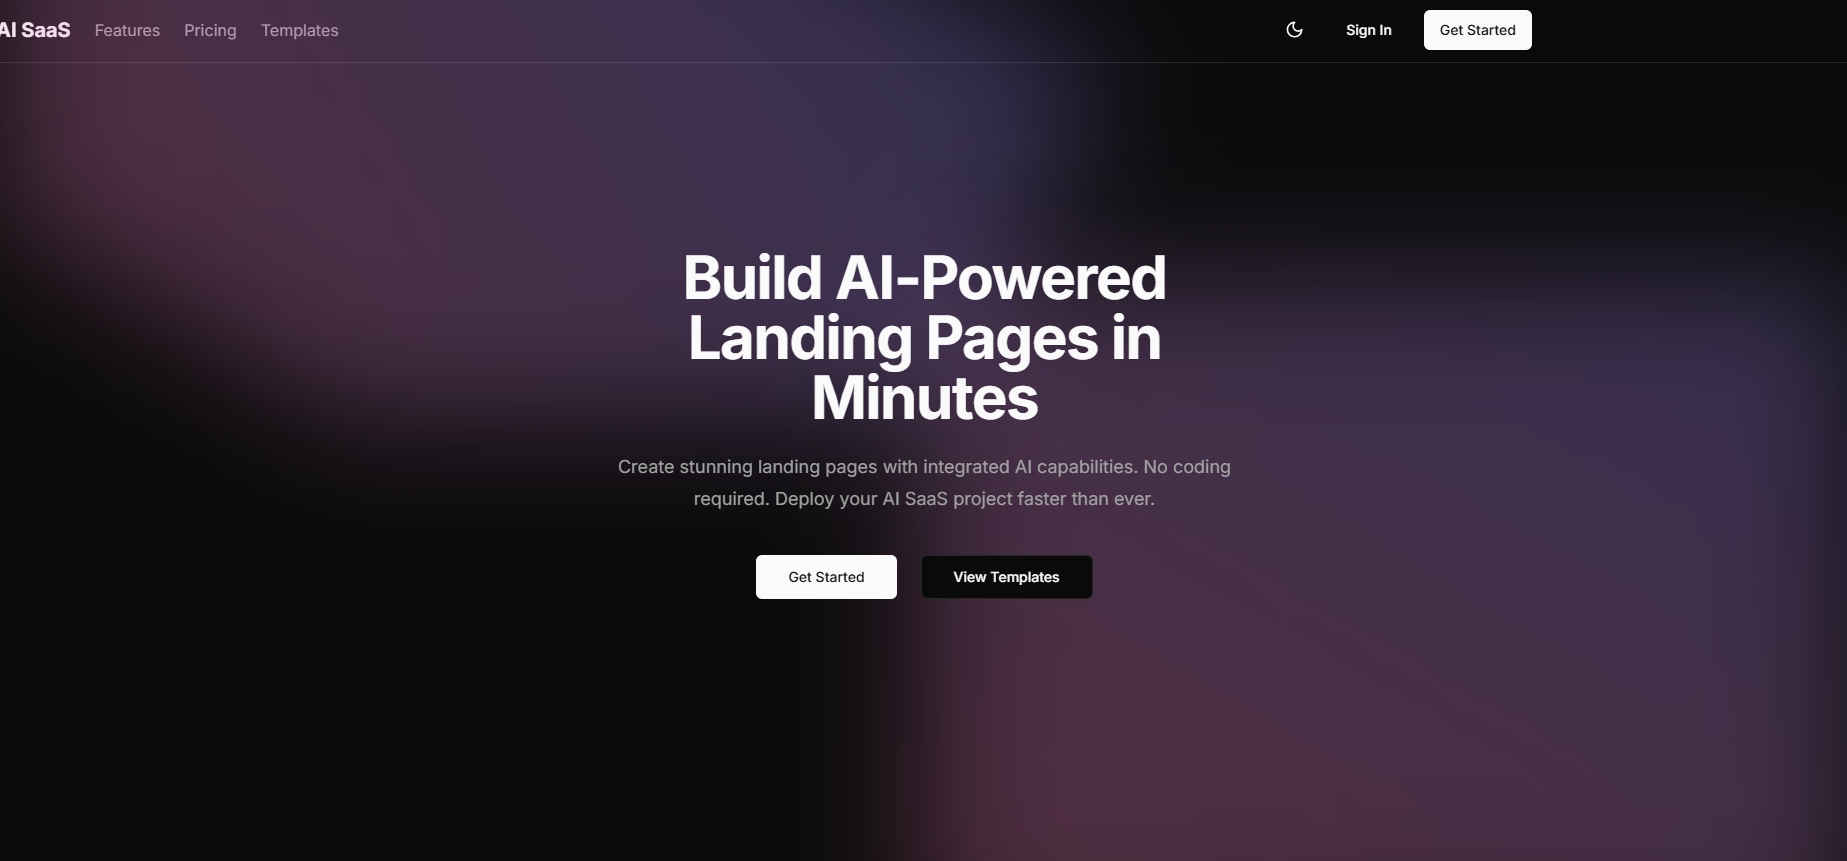 AI SaaS Features Pricing Templates Sign In Get Started
Build AI-Powered
Landing Pages in
Minutes
Create stunning landing pages with integrated AI capabilities. No coding
required. Deploy your AI SaaS project faster than ever.
Get Started View Templates